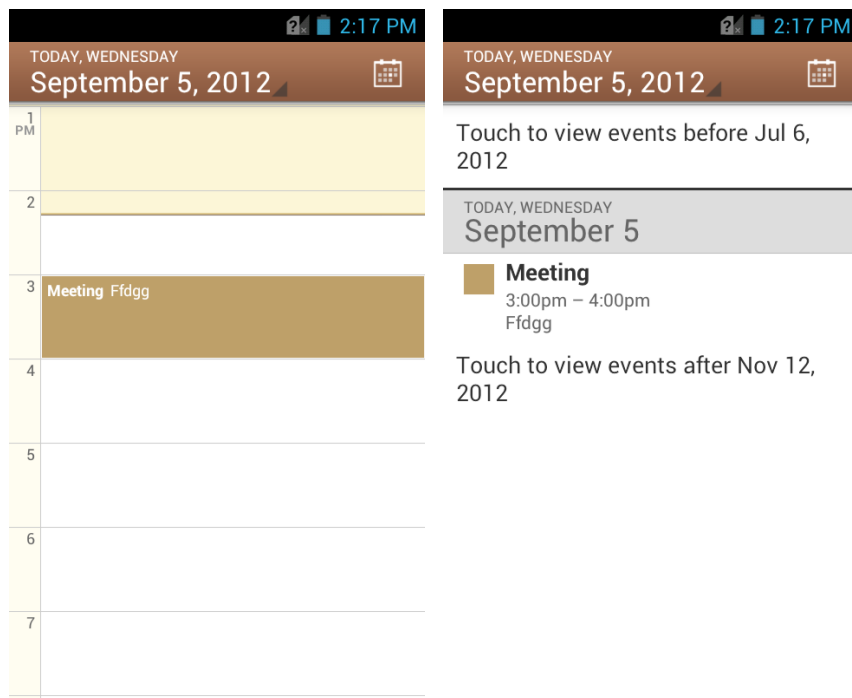 2:17 PM
TODAY, WEDNESDAY
September 5, 2012
1
PM
2
3
Meeting Ffdgg
4
5
6
7
2:17 PM
TODAY, WEDNESDAY
September 5, 2012
Touch to view events before Jul 6,
2012
TODAY, WEDNESDAY
September 5
Meeting
3:00pm – 4:00pm
Ffdgg
Touch to view events after Nov 12,
2012